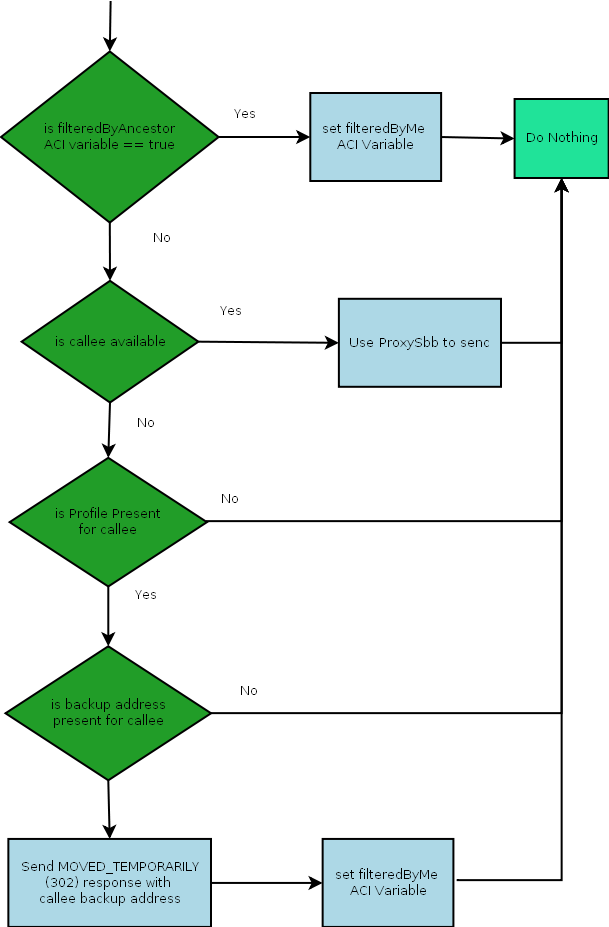 is filteredByAncestor
ACI variable == true
Yes
set filteredByMe
ACI Variable
Do Nothing
No
is callee available
Yes
Use ProxySbb to send
No
is Profile Present
for callee
No
Yes
is backup address
present for callee
No
Send MOVED_TEMPORARILY
(302) response with
callee backup address
set filteredByMe
ACI Variable